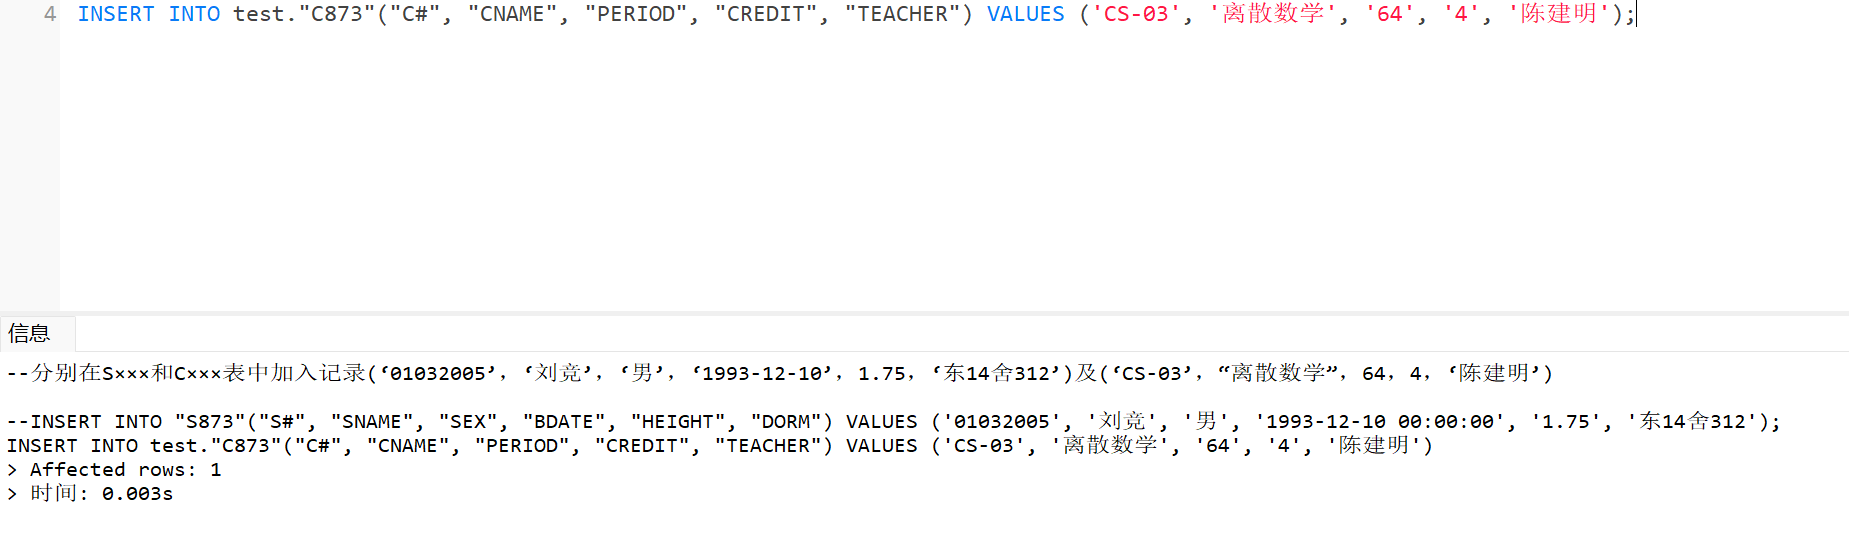 4 INSERT INTO test."C873"("C#", "CNAME", "PERIOD", "CREDIT", "TEACHER") VALUES ('CS-03', '离散数学', '64', '4', '陈建明');
信息
--分别在S×××和C×××表中加入记录(‘01032005’，‘刘竞’，‘男’，‘1993-12-10’，1.75，‘东14舍312’)及(‘CS-03’，“离散数学”，64，4，‘陈建明’)
--INSERT INTO "S873"("S#", "SNAME", "SEX", "BDATE", "HEIGHT", "DORM") VALUES ('01032005', '刘竞', '男', '1993-12-10 00:00:00', '1.75', '东14舍312');
INSERT INTO test."C873"("C#", "CNAME", "PERIOD", "CREDIT", "TEACHER") VALUES ('CS-03', '离散数学', '64', '4', '陈建明')
> Affected rows: 1
> 时间: 0.003s